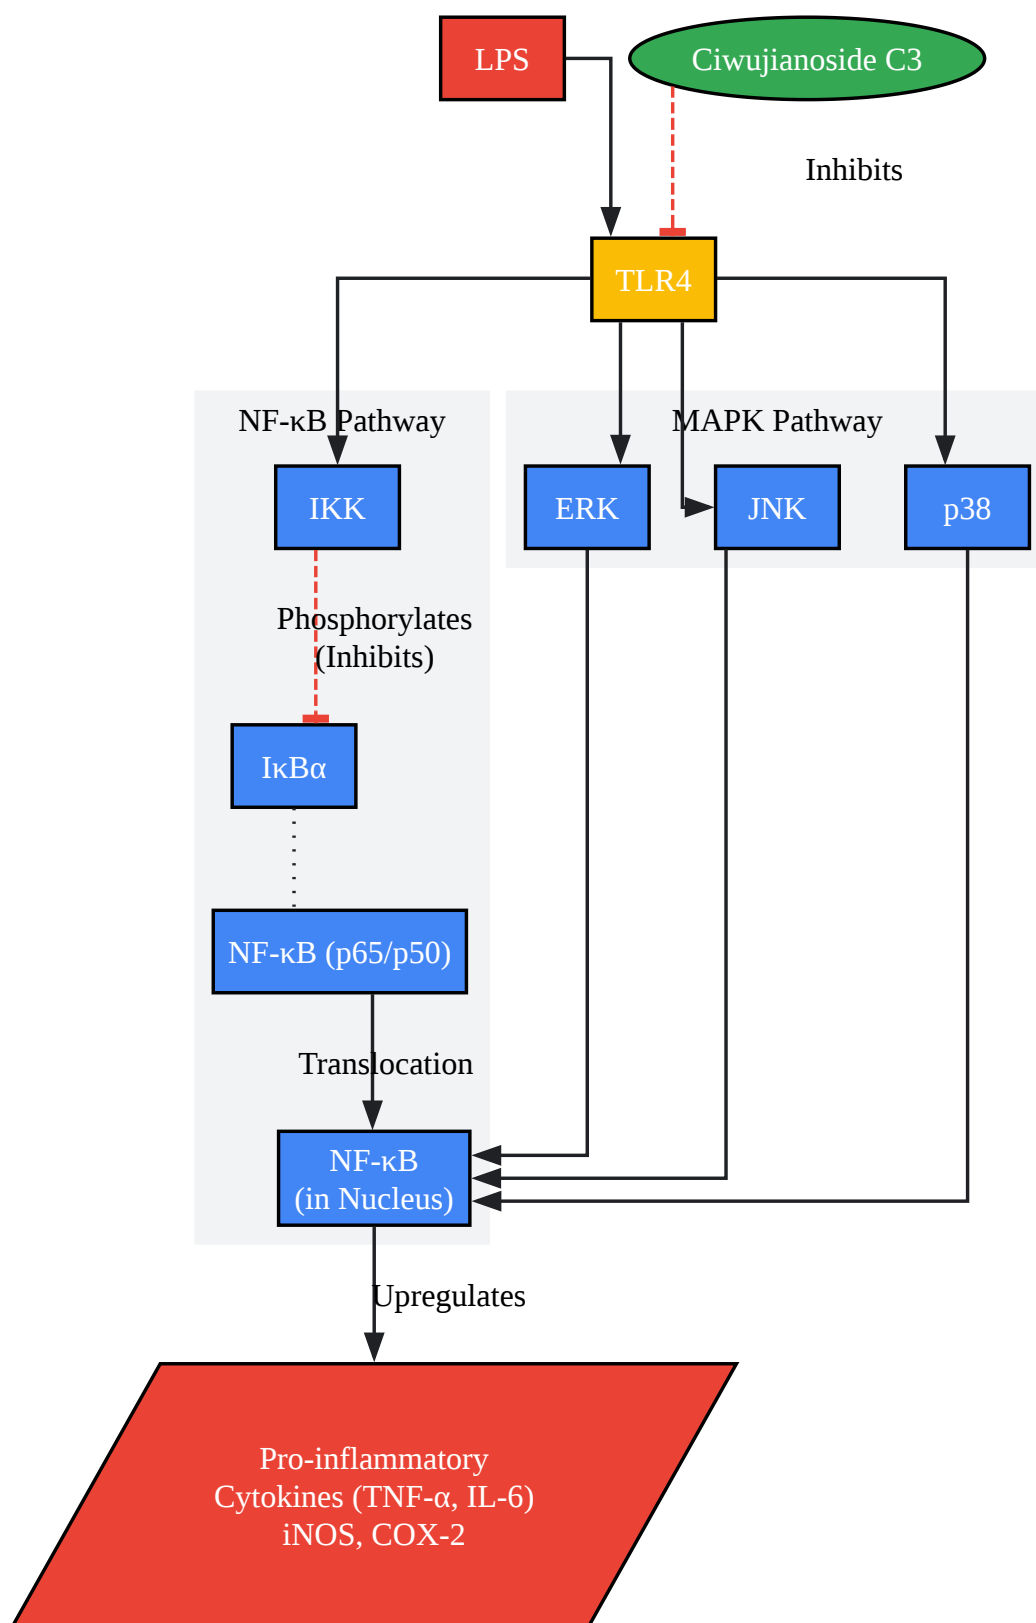 LPS
Ciwujianoside C3
Inhibits
TLR4
NF-κB Pathway
MAPK Pathway
IKK
ERK
JNK
p38
Phosphorylates
(Inhibits)
IκBα
NF-κB (p65/p50)
Translocation
NF-κB
(in Nucleus)
Upregulates
Pro-inflammatory
Cytokines (TNF-α, IL-6)
iNOS, COX-2